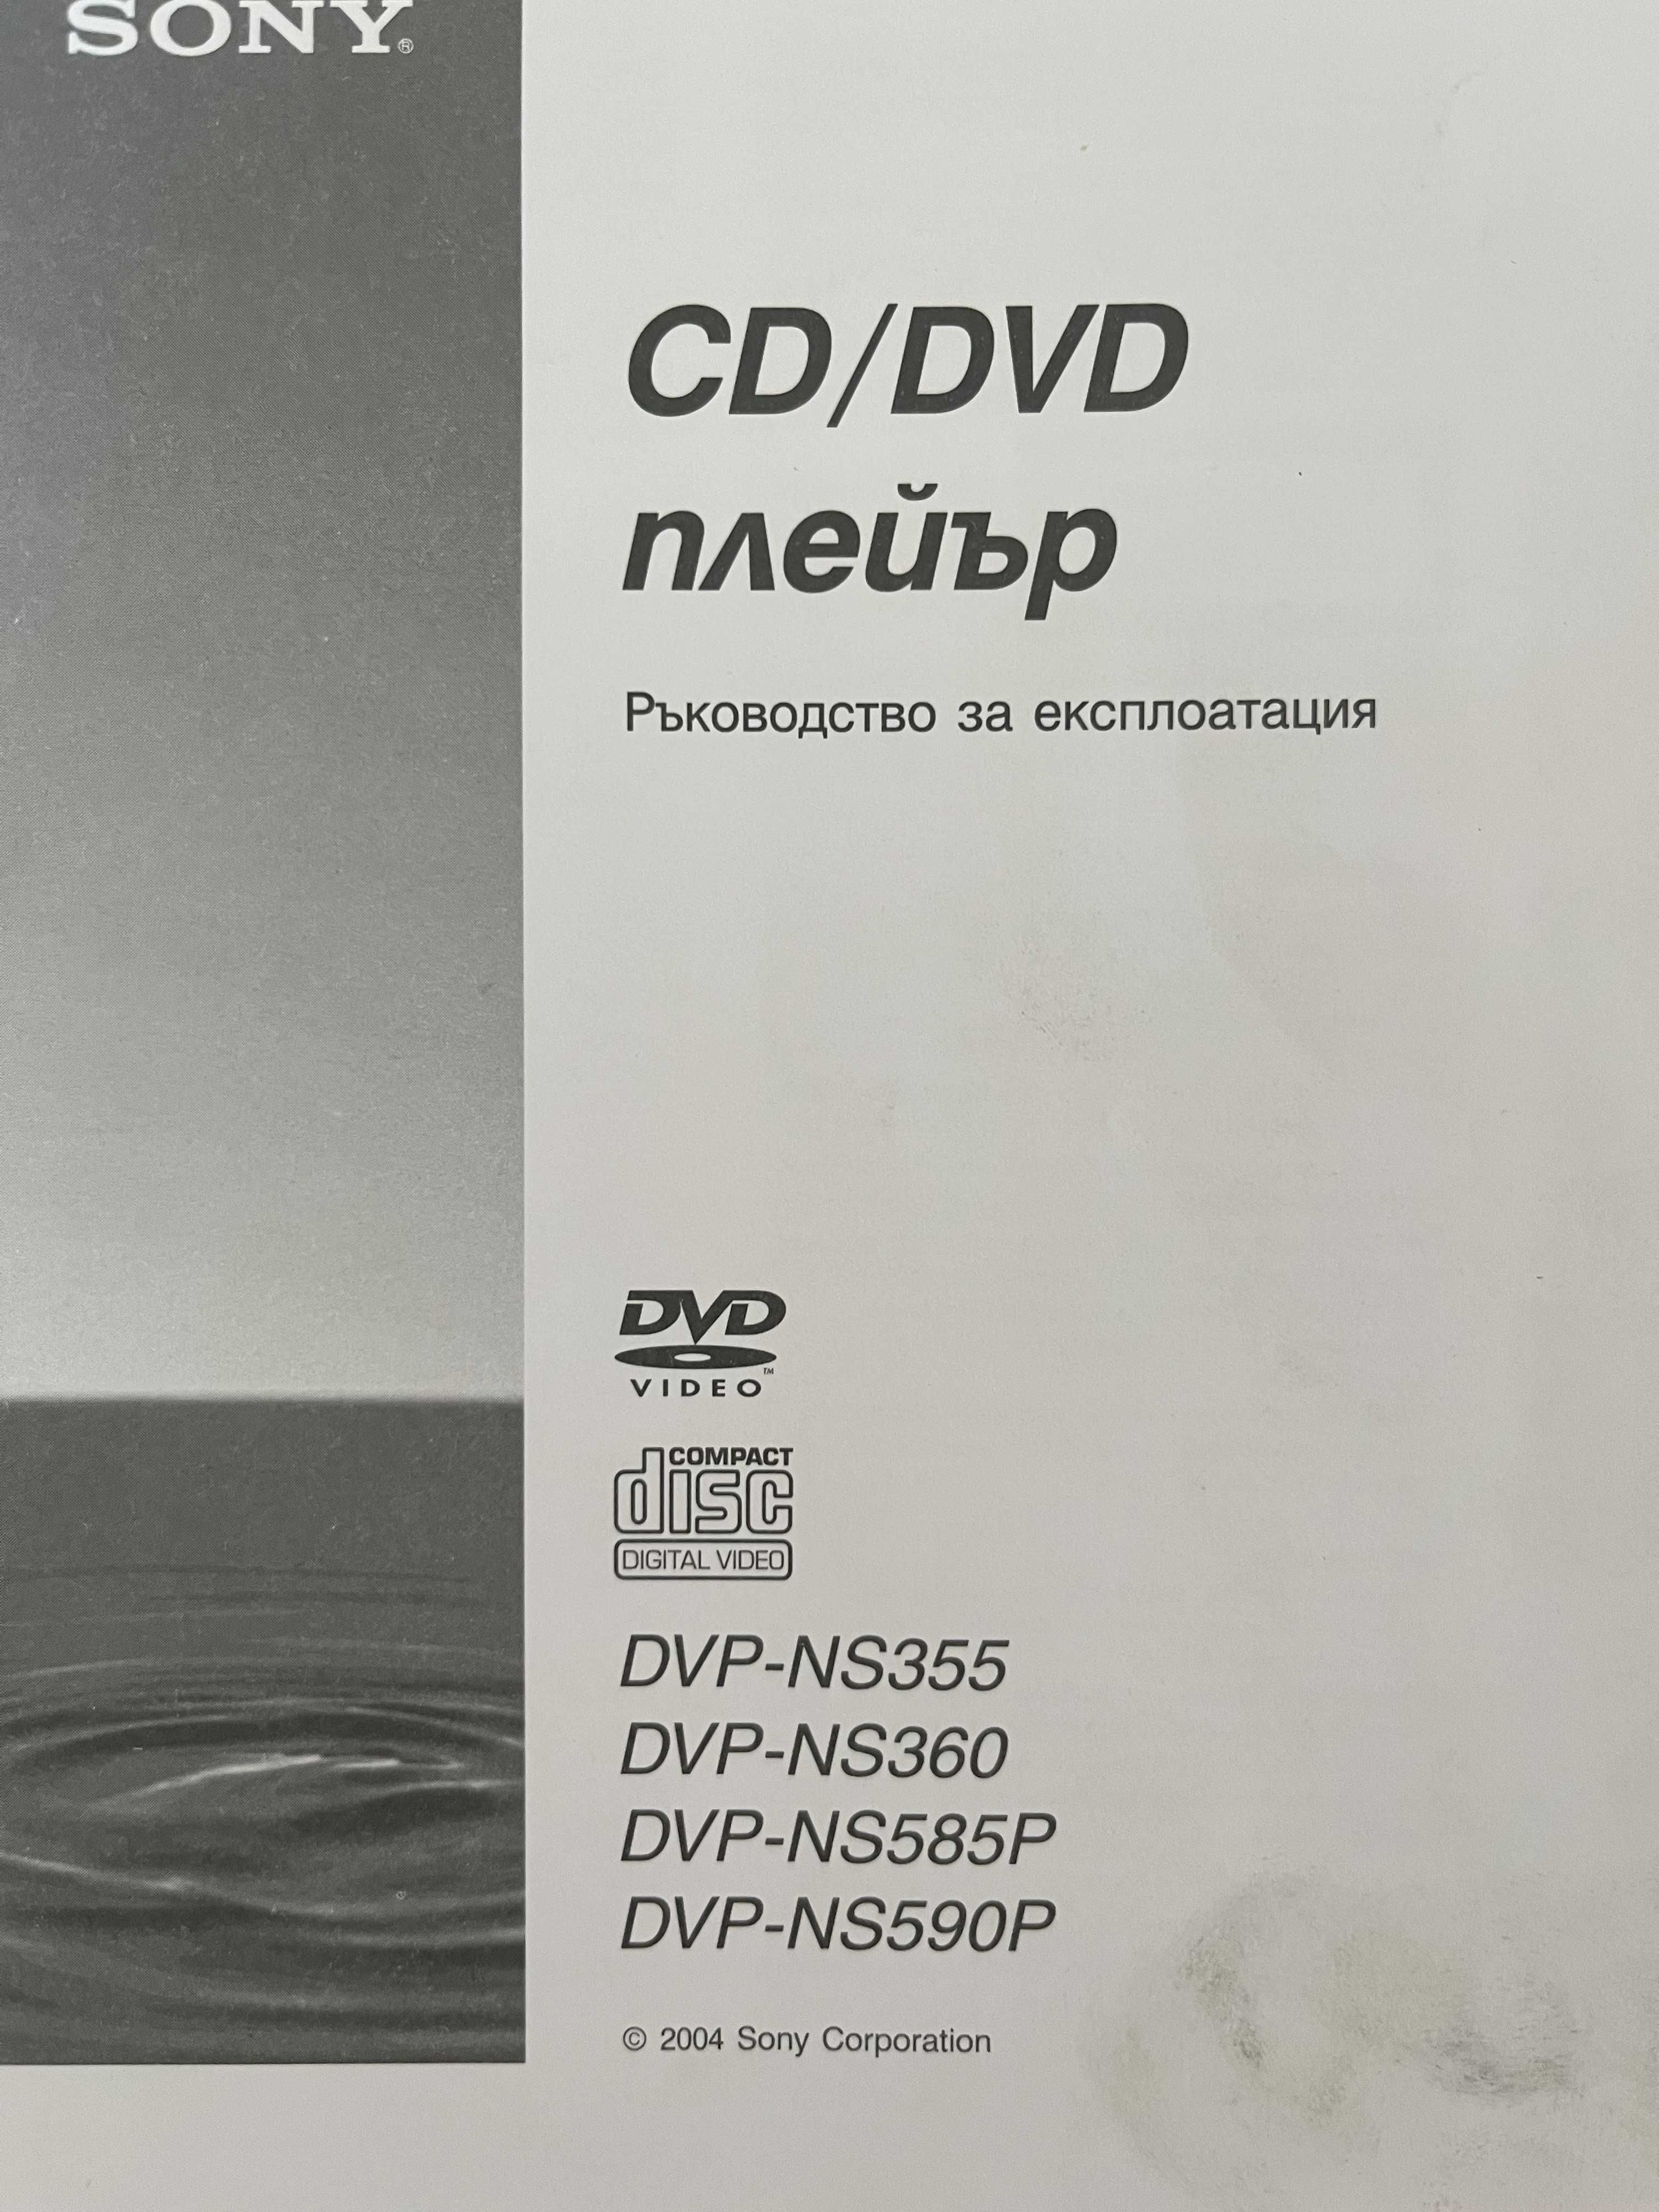 SONY®
CD/DVD
плейър
Ръководство за експлоатация
DVD
VIDEO™
COMPACT
disc
DIGITAL VIDEO
DVP-NS355
DVP-NS360
DVP-NS585P
DVP-NS590P
© 2004 Sony Corporation